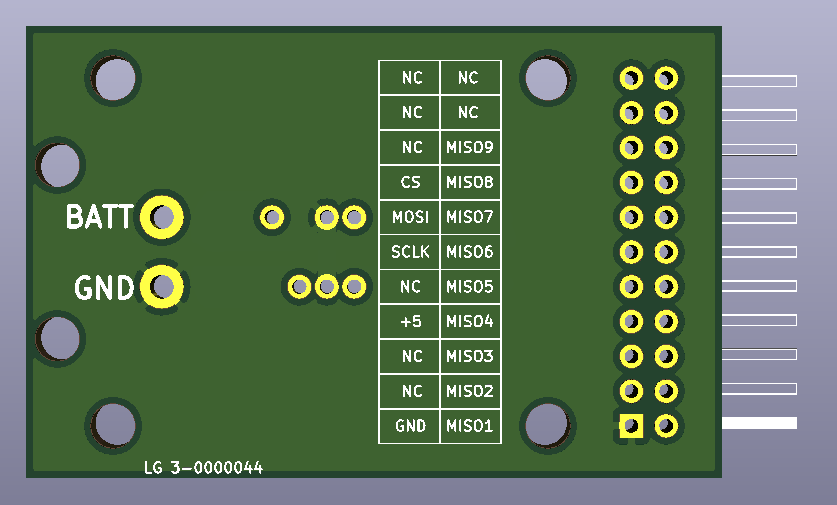 NC NC
NC NC
NC MISO9
CS MISO8
BATT MOSI MISO7
SCLK MISO6
GND NC MISO5
+5 MISO4
NC MISO3
NC MISO2
GND MISO1
LG 3-0000044